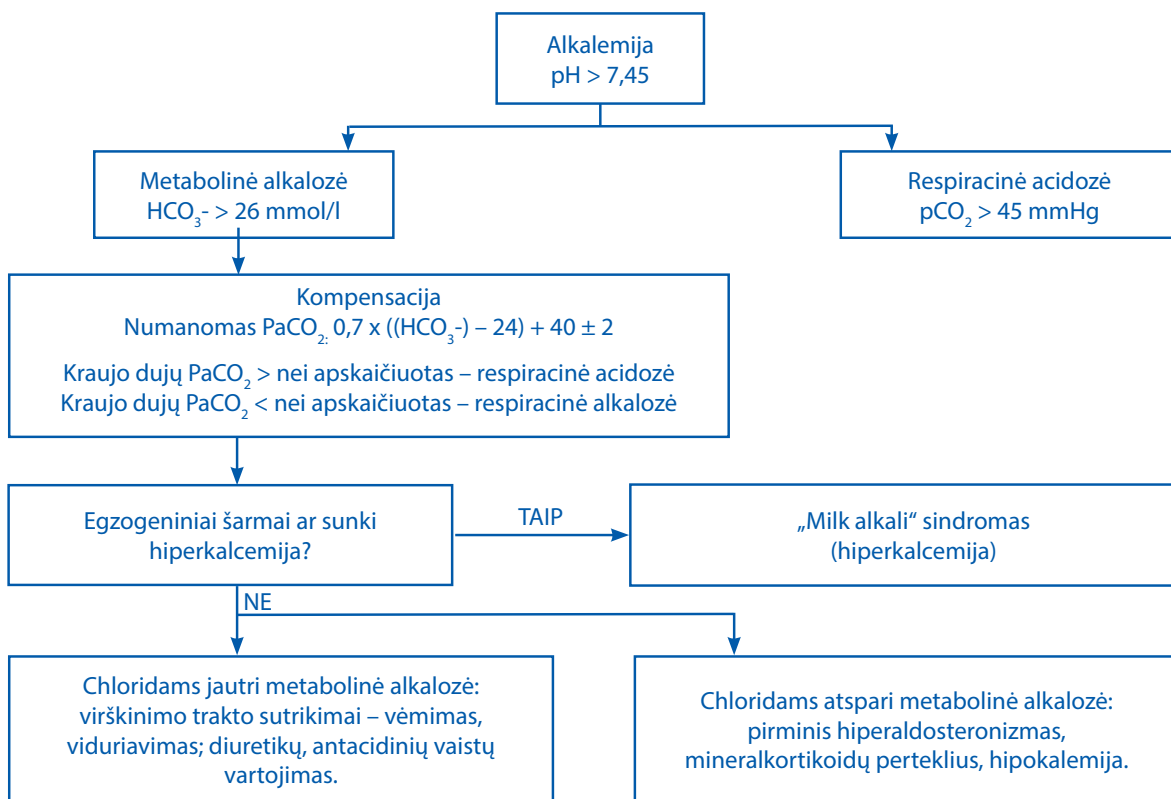 Alkalemija
pH > 7,45
Metabolinė alkalozė
HCO₃- > 26 mmol/l
Respiracinė acidozė
pCO₂ > 45 mmHg
Kompensacija
Numanomas PaCO₂: 0,7 x ((HCO₃-) – 24) + 40 ± 2
Kraujo dujų PaCO₂ > nei apskaičiuotas – respiracinė acidozė
Kraujo dujų PaCO₂ < nei apskaičiuotas – respiracinė alkalozė
Egzogeniniai šarmai ar sunki
hiperkalcemija?
TAIP
„Milk alkali“ sindromas
(hiperkalcemija)
NE
Chloridams jautri metabolinė alkalozė:
virškinimo trakto sutrikimai – vėmimas,
viduriavimas; diuretikų, antacidinių vaistų
vartojimas.
Chloridams atspari metabolinė alkalozė:
pirminis hiperaldosteronizmas,
mineralkortikoidų perteklius, hipokalemija.